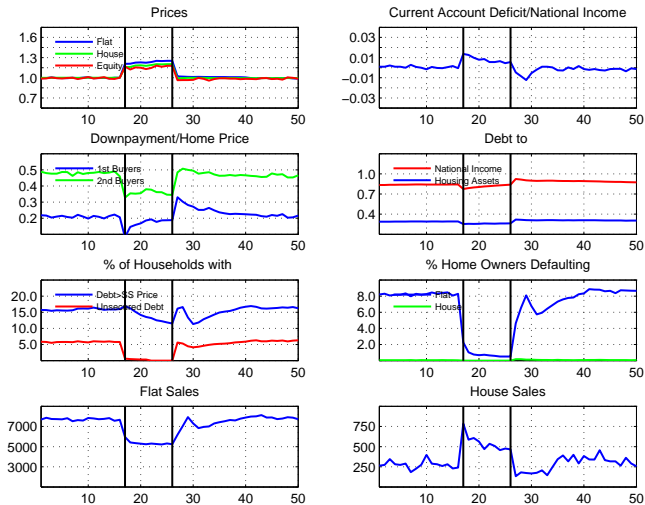 Prices
1.6
1.3
1.0
0.7
Flat
House
Equity
10 20 30 40 50
Current Account Deficit/National Income
0.03
0.01
−0.01
−0.03
10 20 30 40 50
Downpayment/Home Price
0.5
0.4
0.3
0.2
1st Buyers
2nd Buyers
10 20 30 40 50
Debt to
1.0
0.7
0.4
National Income
Housing Assets
10 20 30 40 50
% of Households with
20.0
15.0
10.0
5.0
Debt>SS Price
Unsecured Debt
10 20 30 40 50
% Home Owners Defaulting
8.0
6.0
4.0
2.0
Flat
House
10 20 30 40 50
Flat Sales
7000
5000
3000
10 20 30 40 50
House Sales
750
500
250
10 20 30 40 50